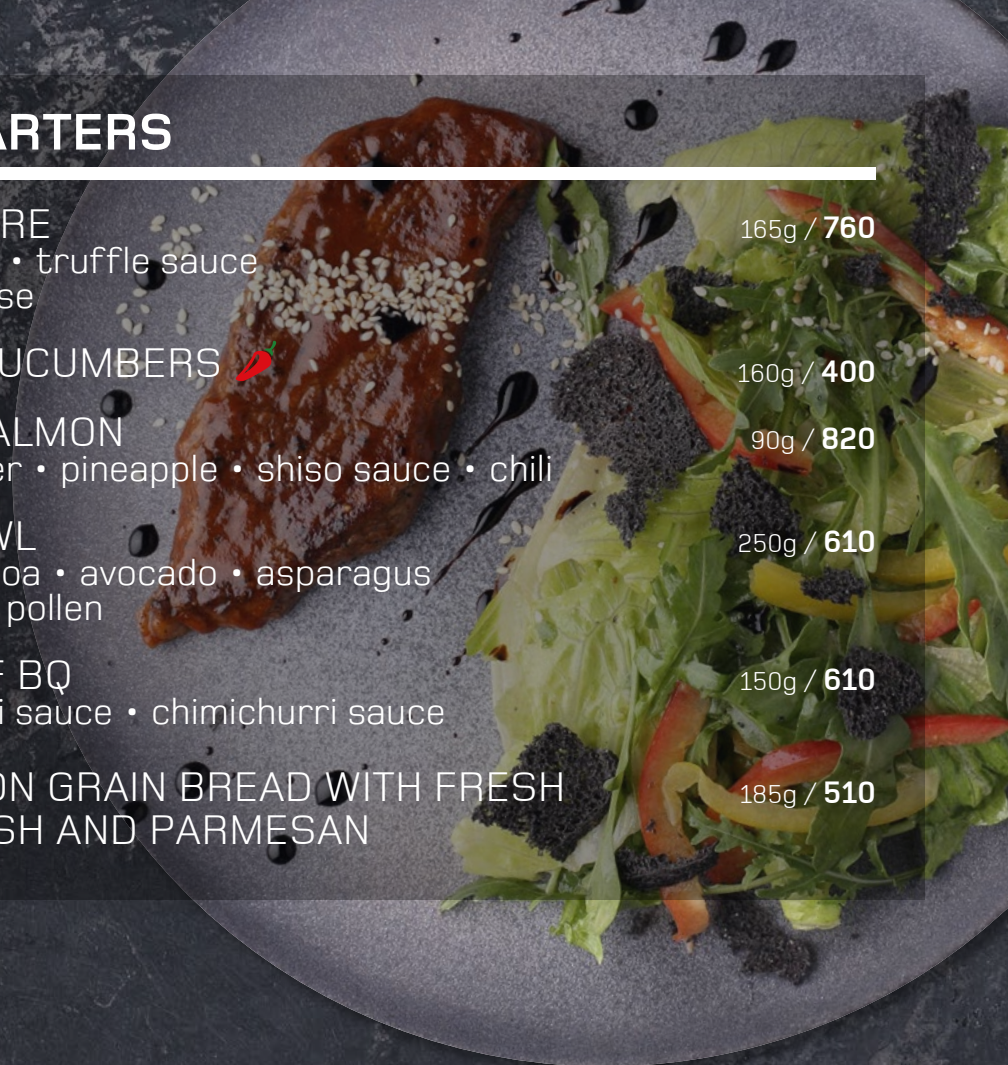 ARTERS
RE 165g / 760
• truffle sauce
se
UCUMBERS 160g / 400
ALMON 90g / 820
er • pineapple • shiso sauce • chili
WL 250g / 610
oa • avocado • asparagus
pollen
F BQ 150g / 610
i sauce • chimichurri sauce
ON GRAIN BREAD WITH FRESH 185g / 510
SH AND PARMESAN